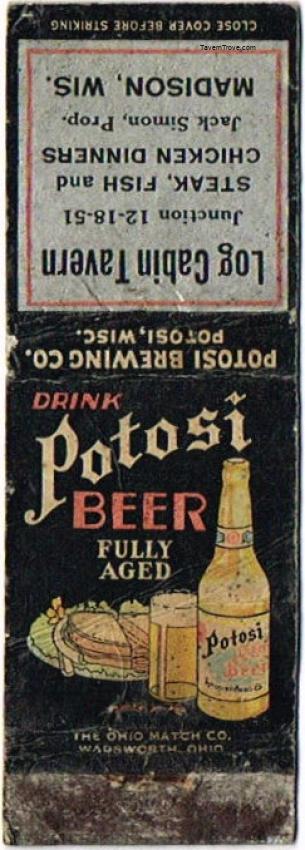 TavernTrove.com
CLOSE COVER BEFORE STRIKING
Log Cabin Tavern
Junction 12-18-51
STEAK, FISH and
CHICKEN DINNERS
Jack Simon, Prop.
MADISON, WIS.
POTOSI BREWING CO.
POTOSI, WISC.
DRINK
Potosi
BEER
FULLY
AGED
Potosi
Beer
THE OHIO MATCH CO.
WADSWORTH, OHIO